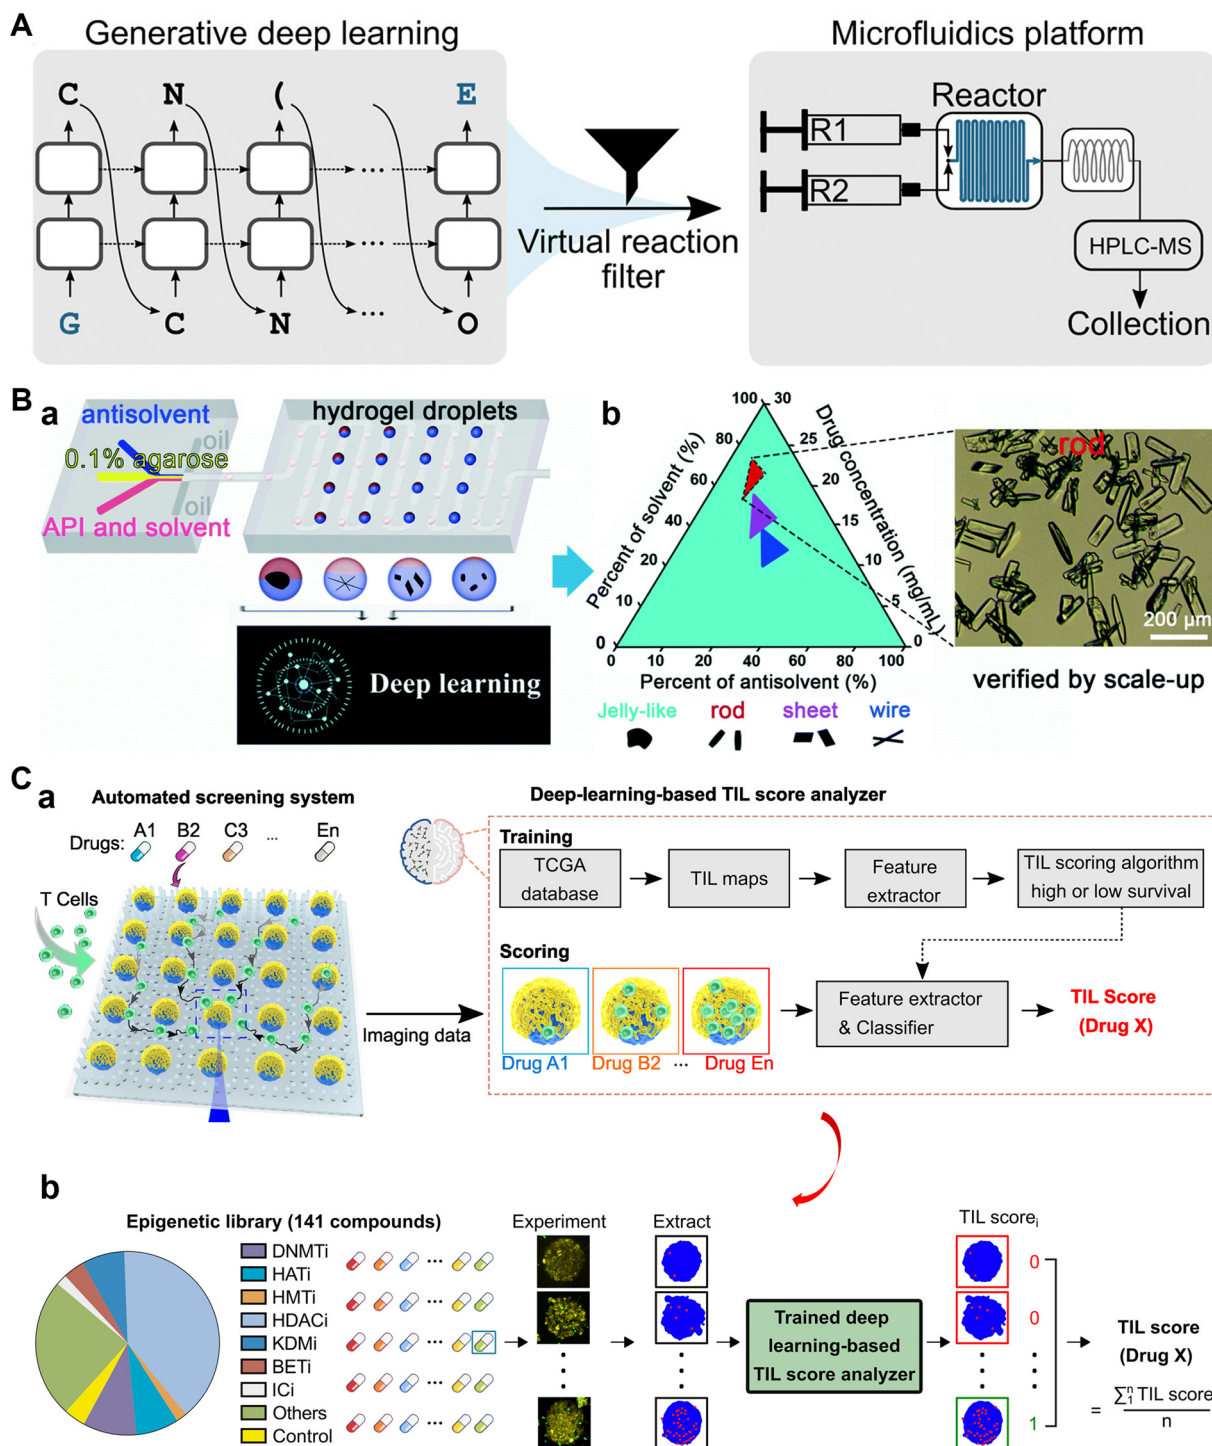 A
Generative deep learning
Microfluidics platform
C N ( ... E
...
...
G C N ... O
Virtual reaction
filter
Reactor
R1
R2
HPLC-MS
Collection
B
a
antisolvent
oil
0.1% agarose
oil
API and solvent
hydrogel droplets
Deep learning
b
100 30
80 25
60 20
40 15
20 10
10 5
0 0
Percent of solvent (%)
Drug concentration (mg/mL)
0 10 20 40 60 80 100
Percent of antisolvent (%)
Jelly-like rod sheet wire
rod
200 µm
verified by scale-up
C
a
Automated screening system
Drugs: A1 B2 C3 ... En
T Cells
Imaging data
Deep-learning-based TIL score analyzer
Training
TCGA
database
TIL maps
Feature
extractor
TIL scoring algorithm
high or low survival
Scoring
Drug A1 Drug B2 ... Drug En
Feature extractor
& Classifier
TIL Score
(Drug X)
b
Epigenetic library (141 compounds)
DNMTi
HATi
HMTi
HDACi
KDMi
BETi
ICi
Others
Control
...
...
...
...
...
Experiment
Extract
Trained deep
learning-based
TIL score analyzer
TIL scoreᵢ
0
0
1
TIL score
(Drug X)
= ∑₁ⁿ TIL score
n